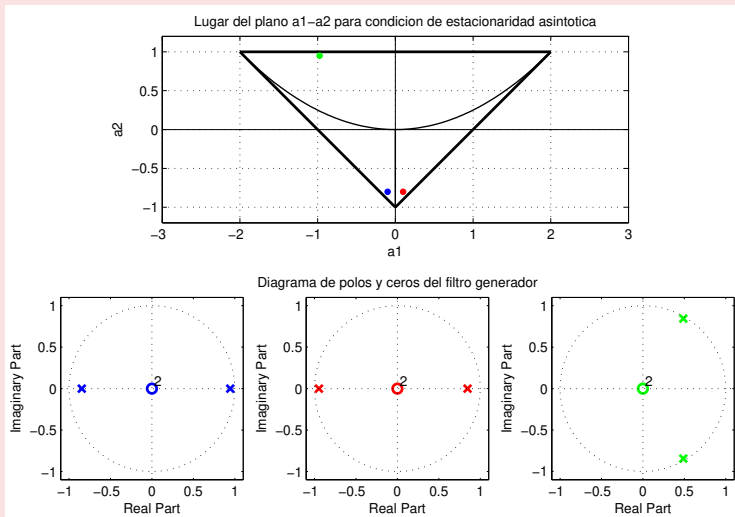 Lugar del plano a1−a2 para condicion de estacionaridad asintotica
1
0.5
0
−0.5
−1
a2
−3 −2 −1 0 1 2 3
a1
Diagrama de polos y ceros del filtro generador
1
0.5
0
−0.5
−1
Imaginary Part
2
−1 −0.5 0 0.5 1
Real Part
1
0.5
0
−0.5
−1
Imaginary Part
2
−1 −0.5 0 0.5 1
Real Part
1
0.5
0
−0.5
−1
Imaginary Part
2
−1 −0.5 0 0.5 1
Real Part